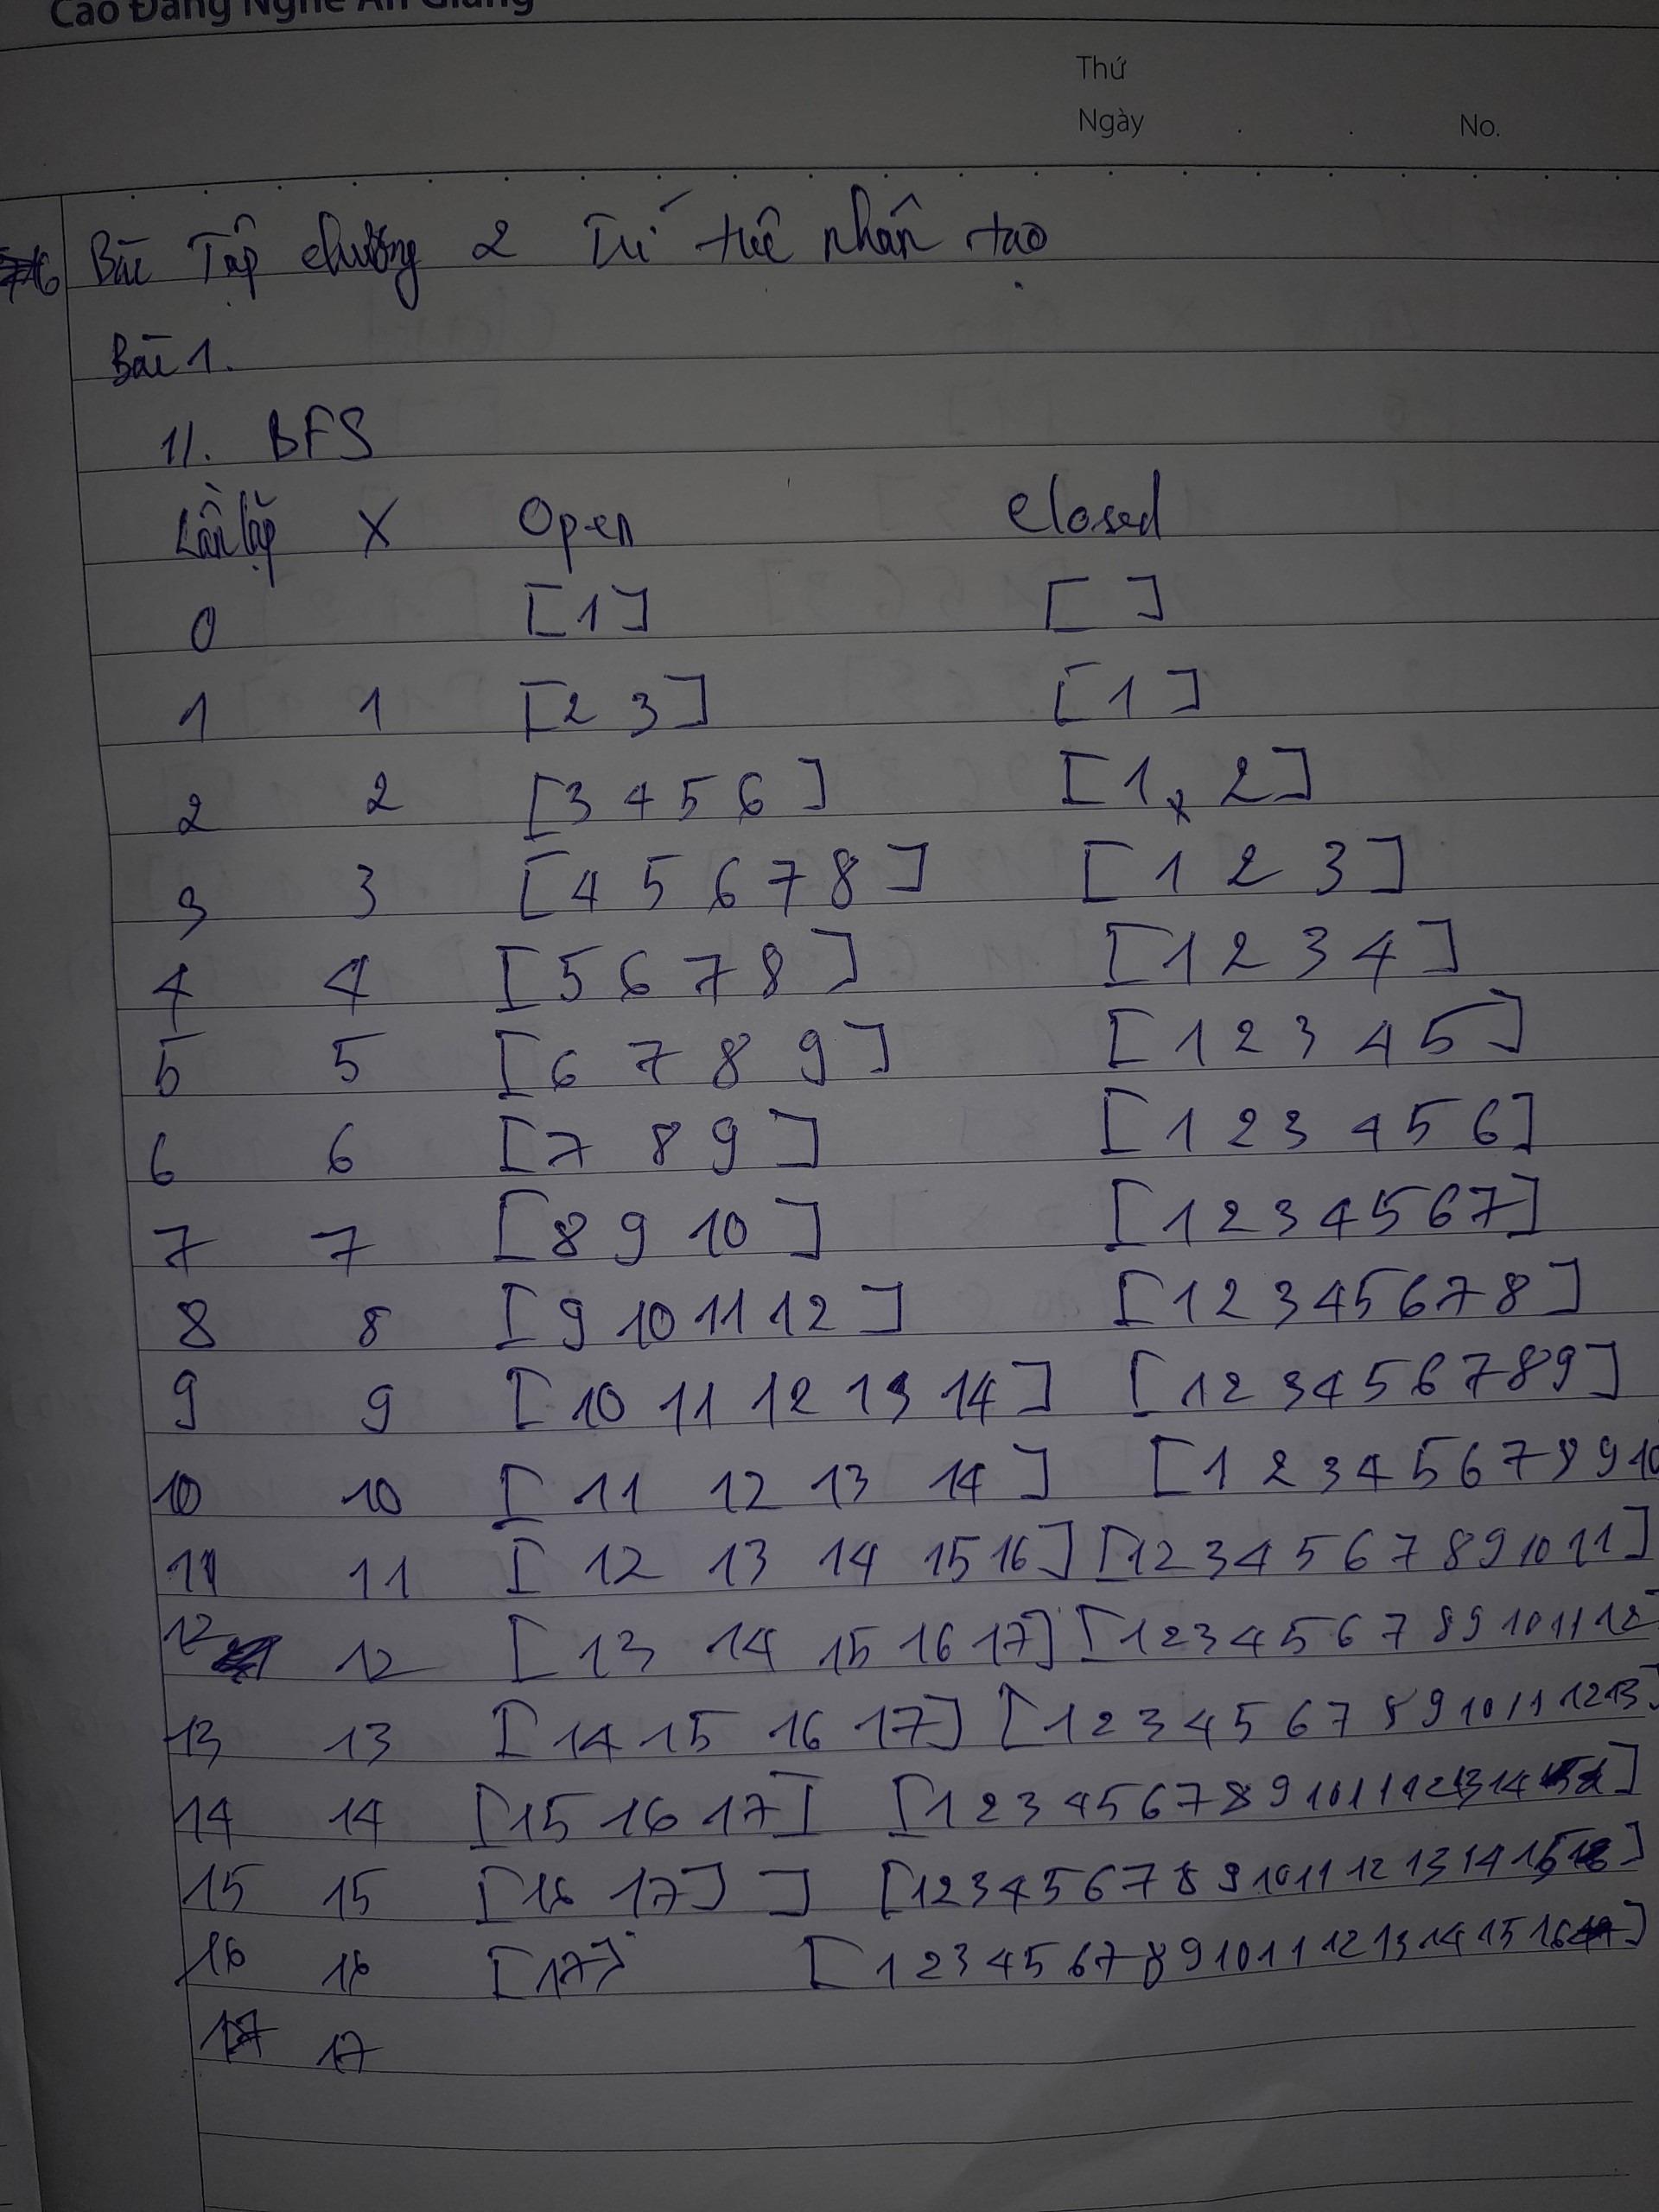 Cao Đẳng Nghề An Giang
Thứ
Ngày . . No.
Bài Tập chương 2 Trí tuệ nhân tạo
Bài 1.
1/. BFS
Lần lặp X Open Closed
0 [1] [ ]
1 1 [2 3] [1]
2 2 [3 4 5 6] [1, 2]
3 3 [4 5 6 7 8] [1 2 3]
4 4 [5 6 7 8] [1 2 3 4]
5 5 [6 7 8 9] [1 2 3 4 5]
6 6 [7 8 9] [1 2 3 4 5 6]
7 7 [8 9 10] [1 2 3 4 5 6 7]
8 8 [9 10 11 12] [1 2 3 4 5 6 7 8]
9 9 [10 11 12 13 14] [1 2 3 4 5 6 7 8 9]
10 10 [11 12 13 14] [1 2 3 4 5 6 7 8 9 10
11 11 [12 13 14 15 16] [1 2 3 4 5 6 7 8 9 10 11]
12 12 [13 14 15 16 17] [1 2 3 4 5 6 7 8 9 10 11 12]
13 13 [14 15 16 17] [1 2 3 4 5 6 7 8 9 10 11 12 13]
14 14 [15 16 17] [1 2 3 4 5 6 7 8 9 10 11 12 13 14]
15 15 [16 17] ] [1 2 3 4 5 6 7 8 9 10 11 12 13 14 15]
16 16 [17] [1 2 3 4 5 6 7 8 9 10 11 12 13 14 15 16]
17 17